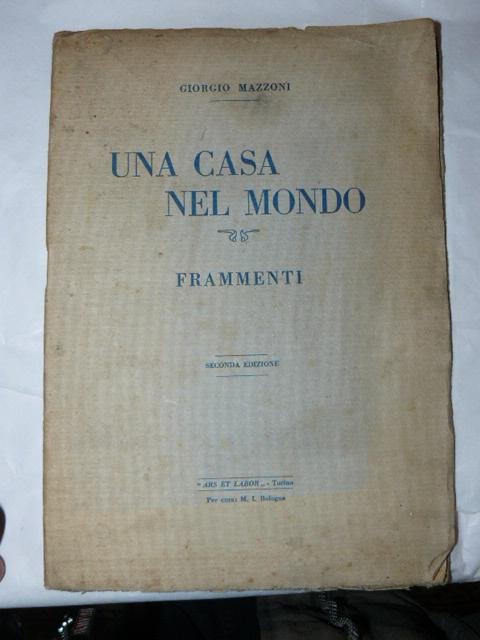 GIORGIO MAZZONI
UNA CASA
NEL MONDO
FRAMMENTI
SECONDA EDIZIONE
"ARS ET LABOR„ - Torino
Per cura: M. I. Bologna